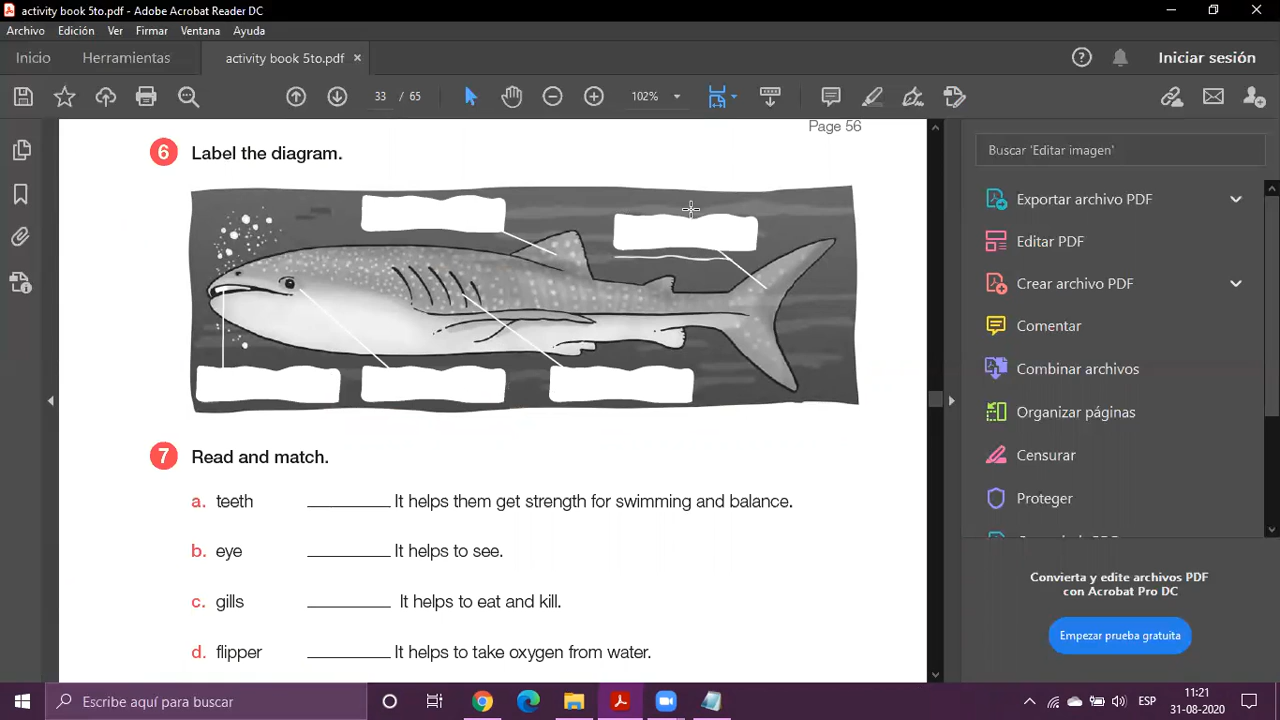 activity book 5to.pdf - Adobe Acrobat Reader DC
Archivo Edición Ver Firmar Ventana Ayuda
Inicio Herramientas activity book 5to.pdf × Iniciar sesión
33 / 65 102%
Page 56
6 Label the diagram.
7 Read and match.
a. teeth __________ It helps them get strength for swimming and balance.
b. eye __________ It helps to see.
c. gills __________ It helps to eat and kill.
d. flipper __________ It helps to take oxygen from water.
Buscar 'Editar imagen'
Exportar archivo PDF
Editar PDF
Crear archivo PDF
Comentar
Combinar archivos
Organizar páginas
Censurar
Proteger
Convierta y edite archivos PDF
con Acrobat Pro DC
Empezar prueba gratuita
Escribe aquí para buscar
ESP
11:21
31-08-2020